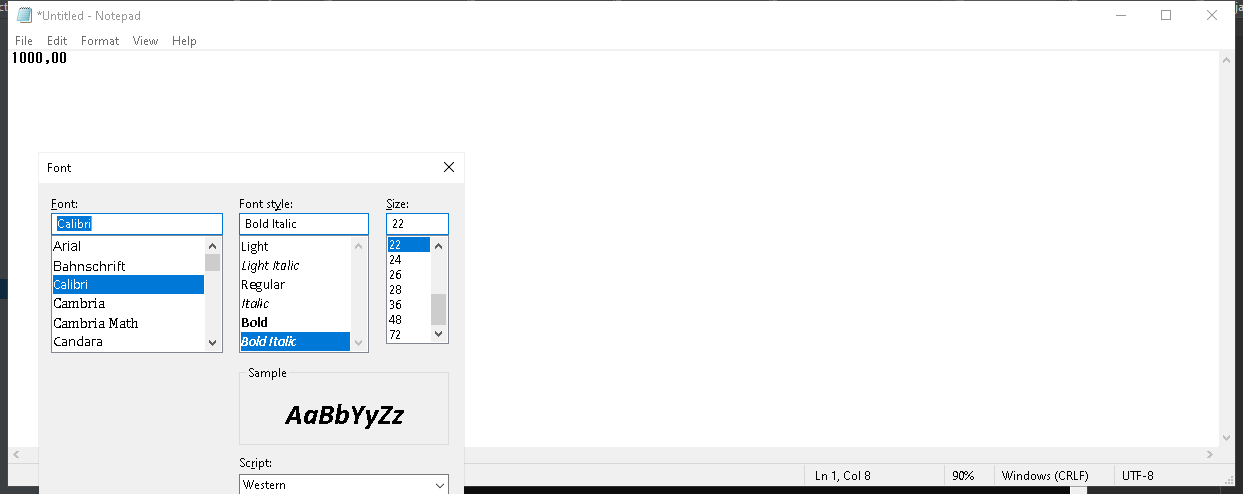 *Untitled - Notepad
File Edit Format View Help
1000,00
Font
Font:
Calibri
Arial
Bahnschrift
Calibri
Cambria
Cambria Math
Candara
Font style:
Bold Italic
Light
Light Italic
Regular
Italic
Bold
Bold Italic
Size:
22
22
24
26
28
36
48
72
Sample
AaBbYyZz
Script:
Western
Ln 1, Col 8 90% Windows (CRLF) UTF-8